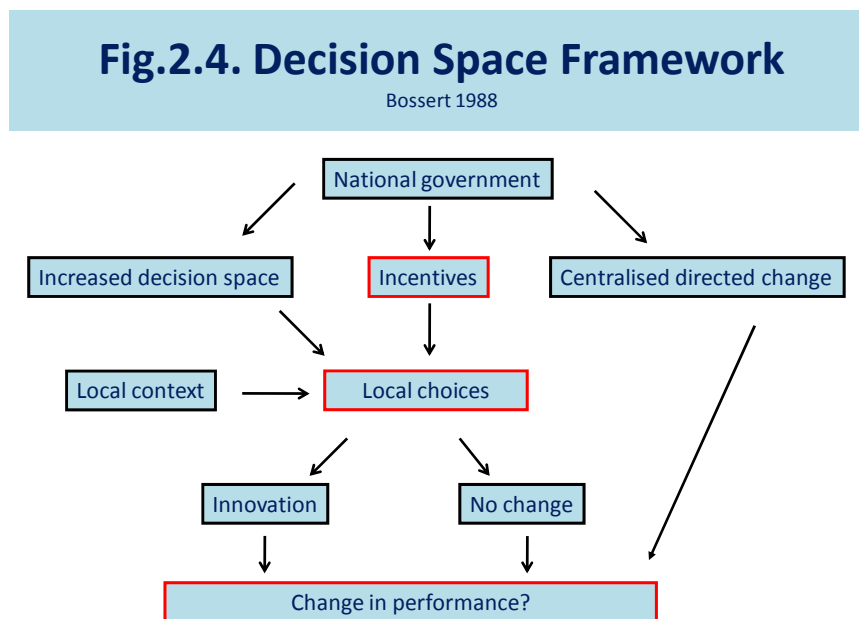 Fig.2.4. Decision Space Framework
Bossert 1988
National government
Increased decision space
Incentives
Centralised directed change
Local context
Local choices
Innovation
No change
Change in performance?